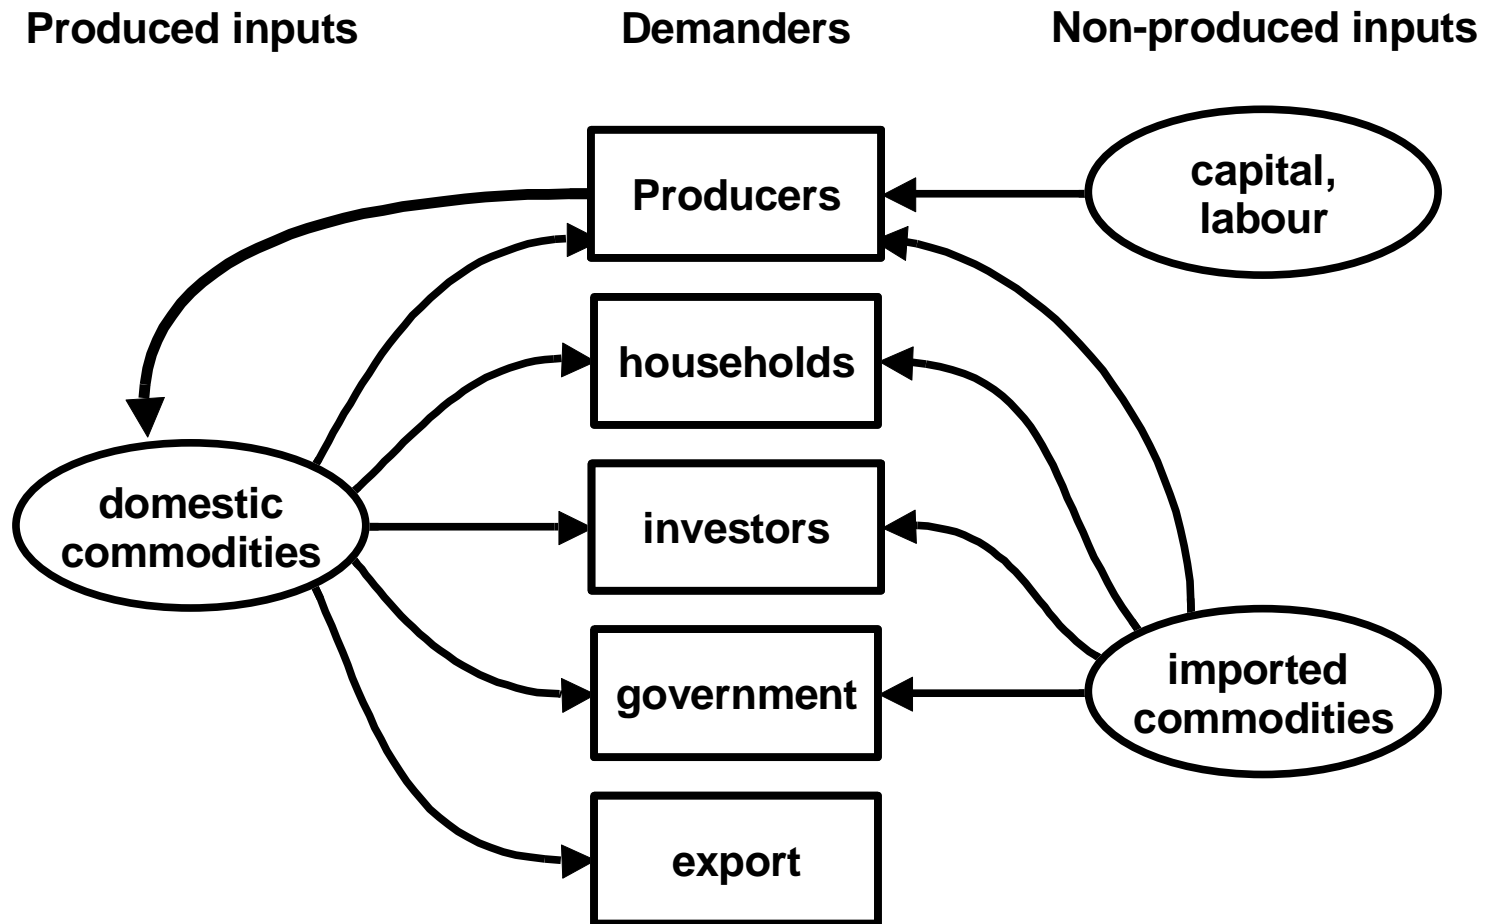 Produced inputs
Demanders
Non-produced inputs
Producers
capital,
labour
households
domestic
commodities
investors
government
imported
commodities
export